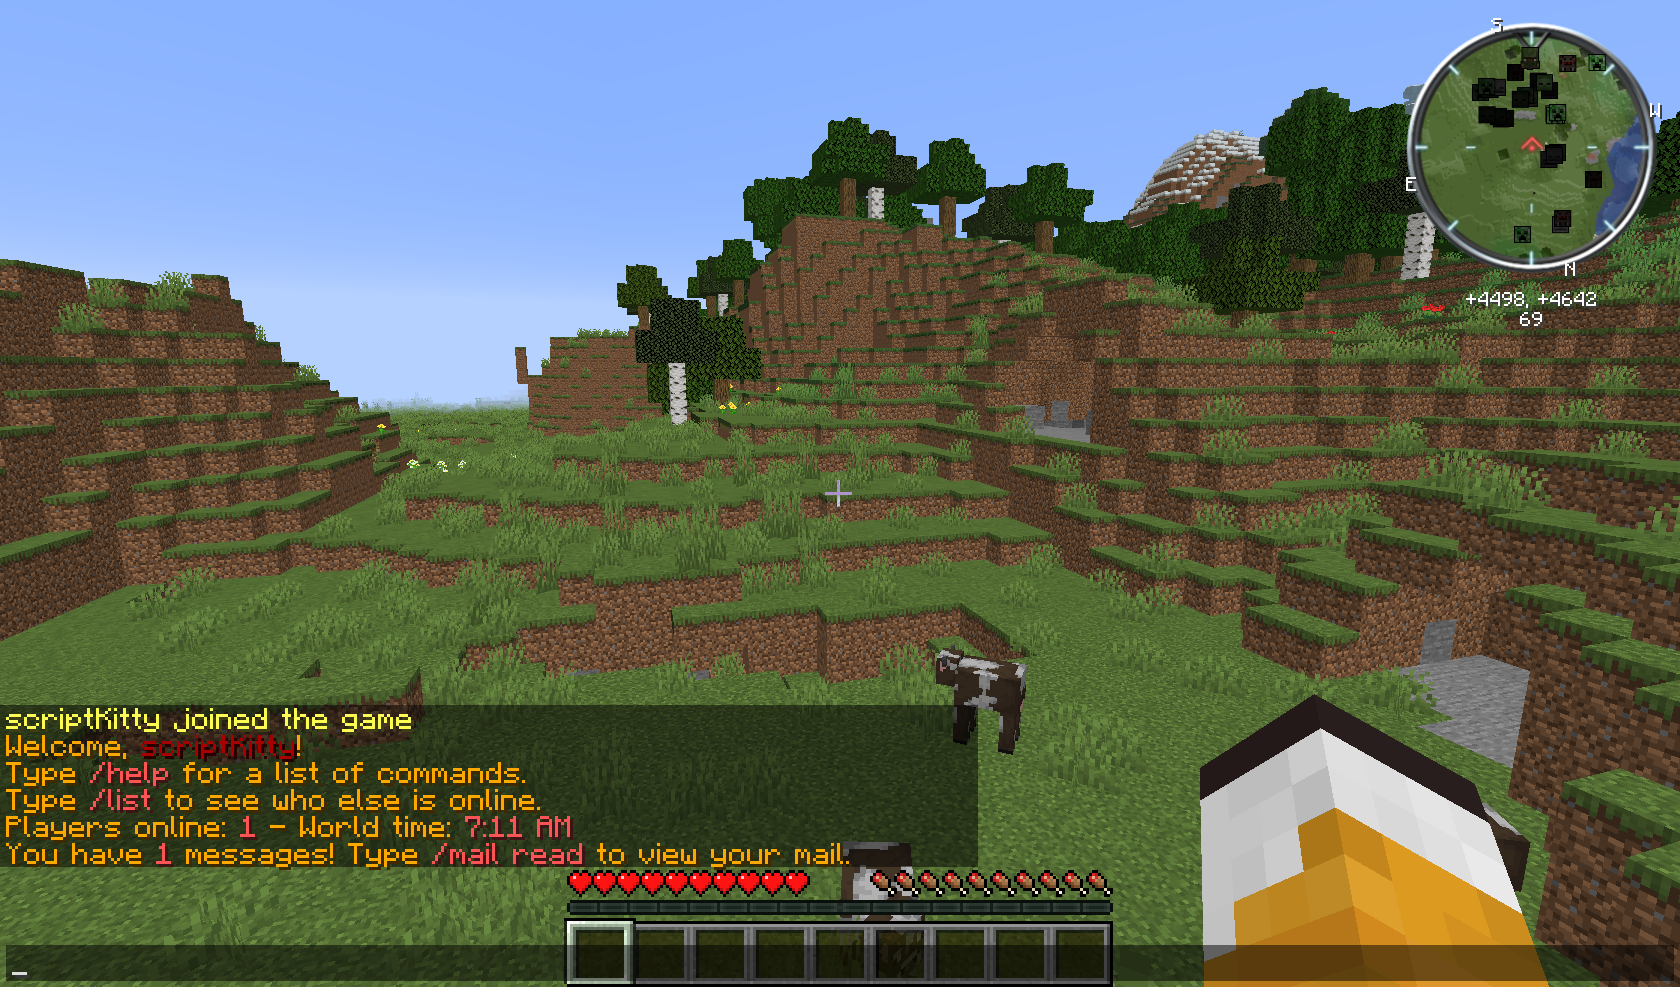 S
W
E
N
+4498, +4642
69
scriptKitty joined the game
Welcome, scriptKitty!
Type /help for a list of commands.
Type /list to see who else is online.
Players online: 1 - World time: 7:11 AM
You have 1 messages! Type /mail read to view your mail.
_